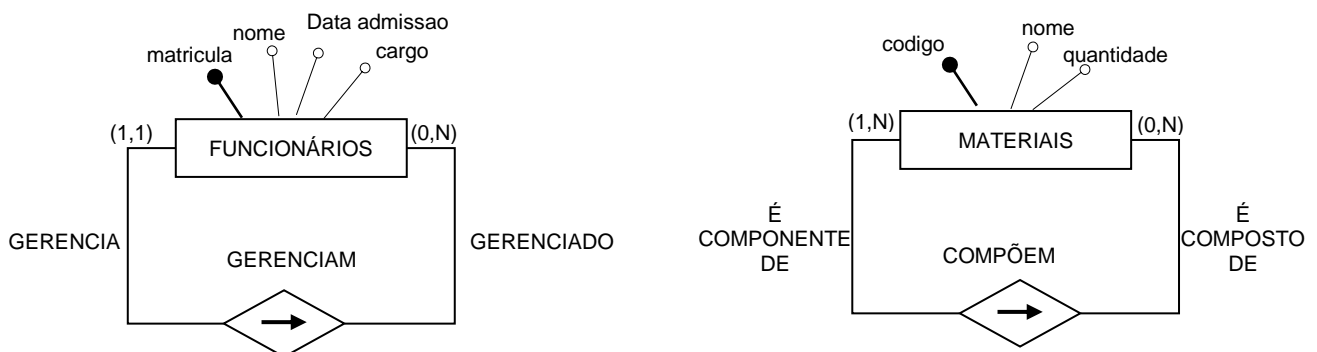 Data admissao
nome
cargo
matricula
(1,1)
FUNCIONÁRIOS
(0,N)
GERENCIA
GERENCIADO
GERENCIAM
nome
codigo
quantidade
(1,N)
MATERIAIS
(0,N)
É
COMPONENTE
DE
É
COMPOSTO
DE
COMPÕEM